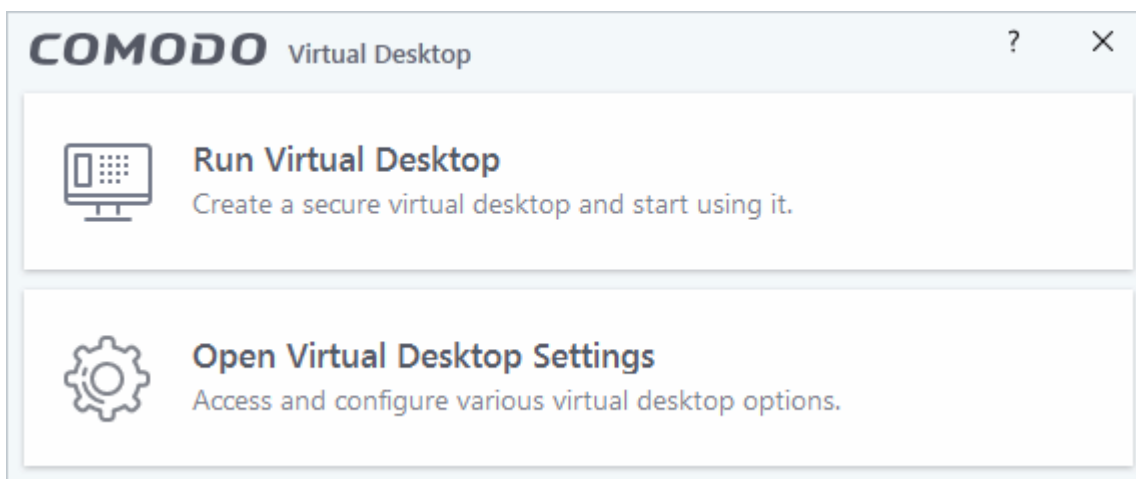 COMODO Virtual Desktop ?
Run Virtual Desktop
Create a secure virtual desktop and start using it.
Open Virtual Desktop Settings
Access and configure various virtual desktop options.